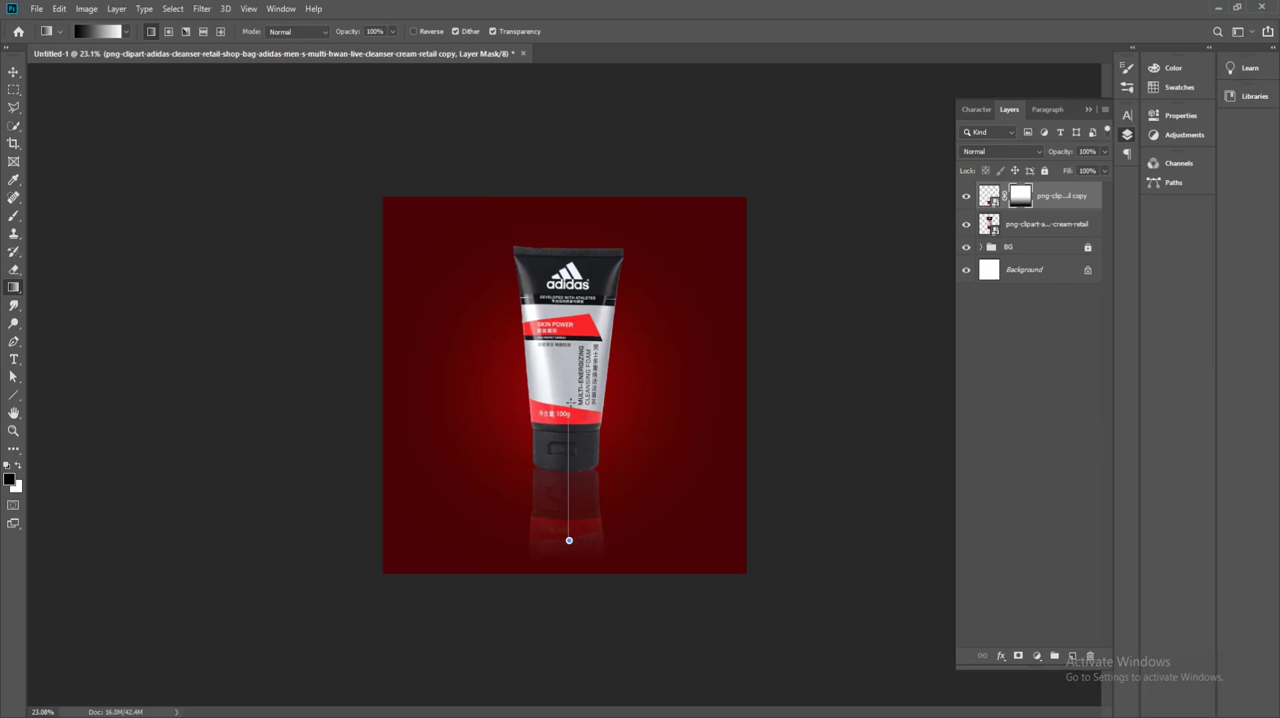 Ps File Edit Image Layer Type Select Filter 3D View Window Help
Mode: Normal Opacity: 100% Reverse Dither Transparency
Untitled-1 @ 23.1% (png-clipart-adidas-cleanser-retail-shop-bag-adidas-men-s-multi-hwan-live-cleanser-cream-retail copy, Layer Mask/8) *
Color
Swatches
Properties
Adjustments
Channels
Paths
Learn
Libraries
Character Layers Paragraph
Kind
Normal Opacity: 100%
Lock: Fill: 100%
png-clip...il copy
png-clipart-a...-cream-retail
BG
Background
adidas
DEVELOPED WITH ATHLETES
SKIN POWER
MULTI-ENERGIZING
CLEANSING FOAM
净含量 100g
fx
Activate Windows
Go to Settings to activate Windows.
23.08% Doc: 16.0M/42.4M